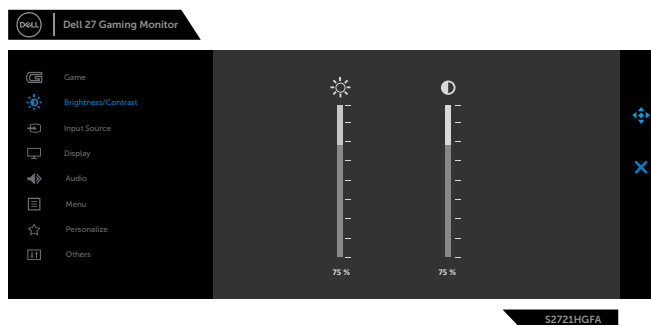 DELL
Dell 27 Gaming Monitor
Game
Brightness/Contrast
Input Source
Display
Audio
Menu
Personalize
Others
75 %
75 %
S2721HGFA